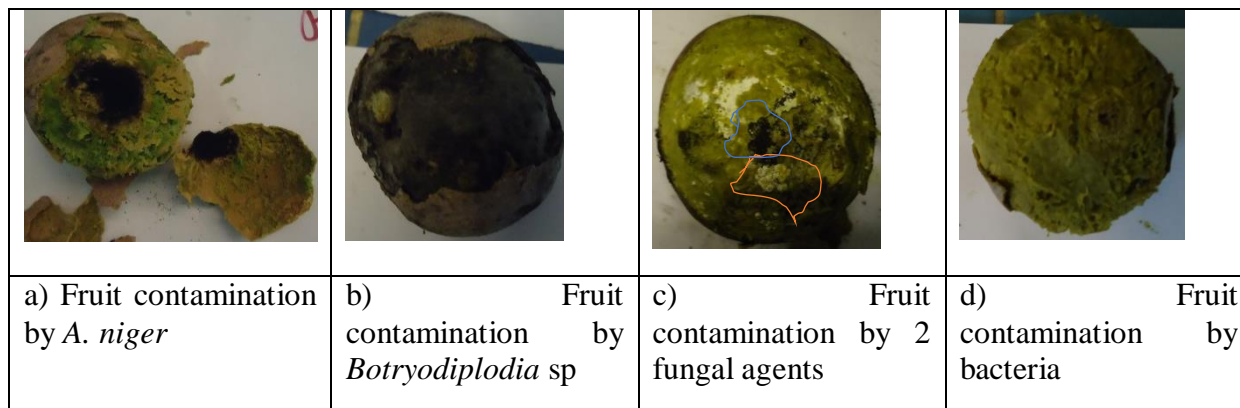 a) Fruit contamination
by A. niger
b) Fruit
contamination by
Botryodiplodia sp
c) Fruit
contamination by 2
fungal agents
d) Fruit
contamination by
bacteria